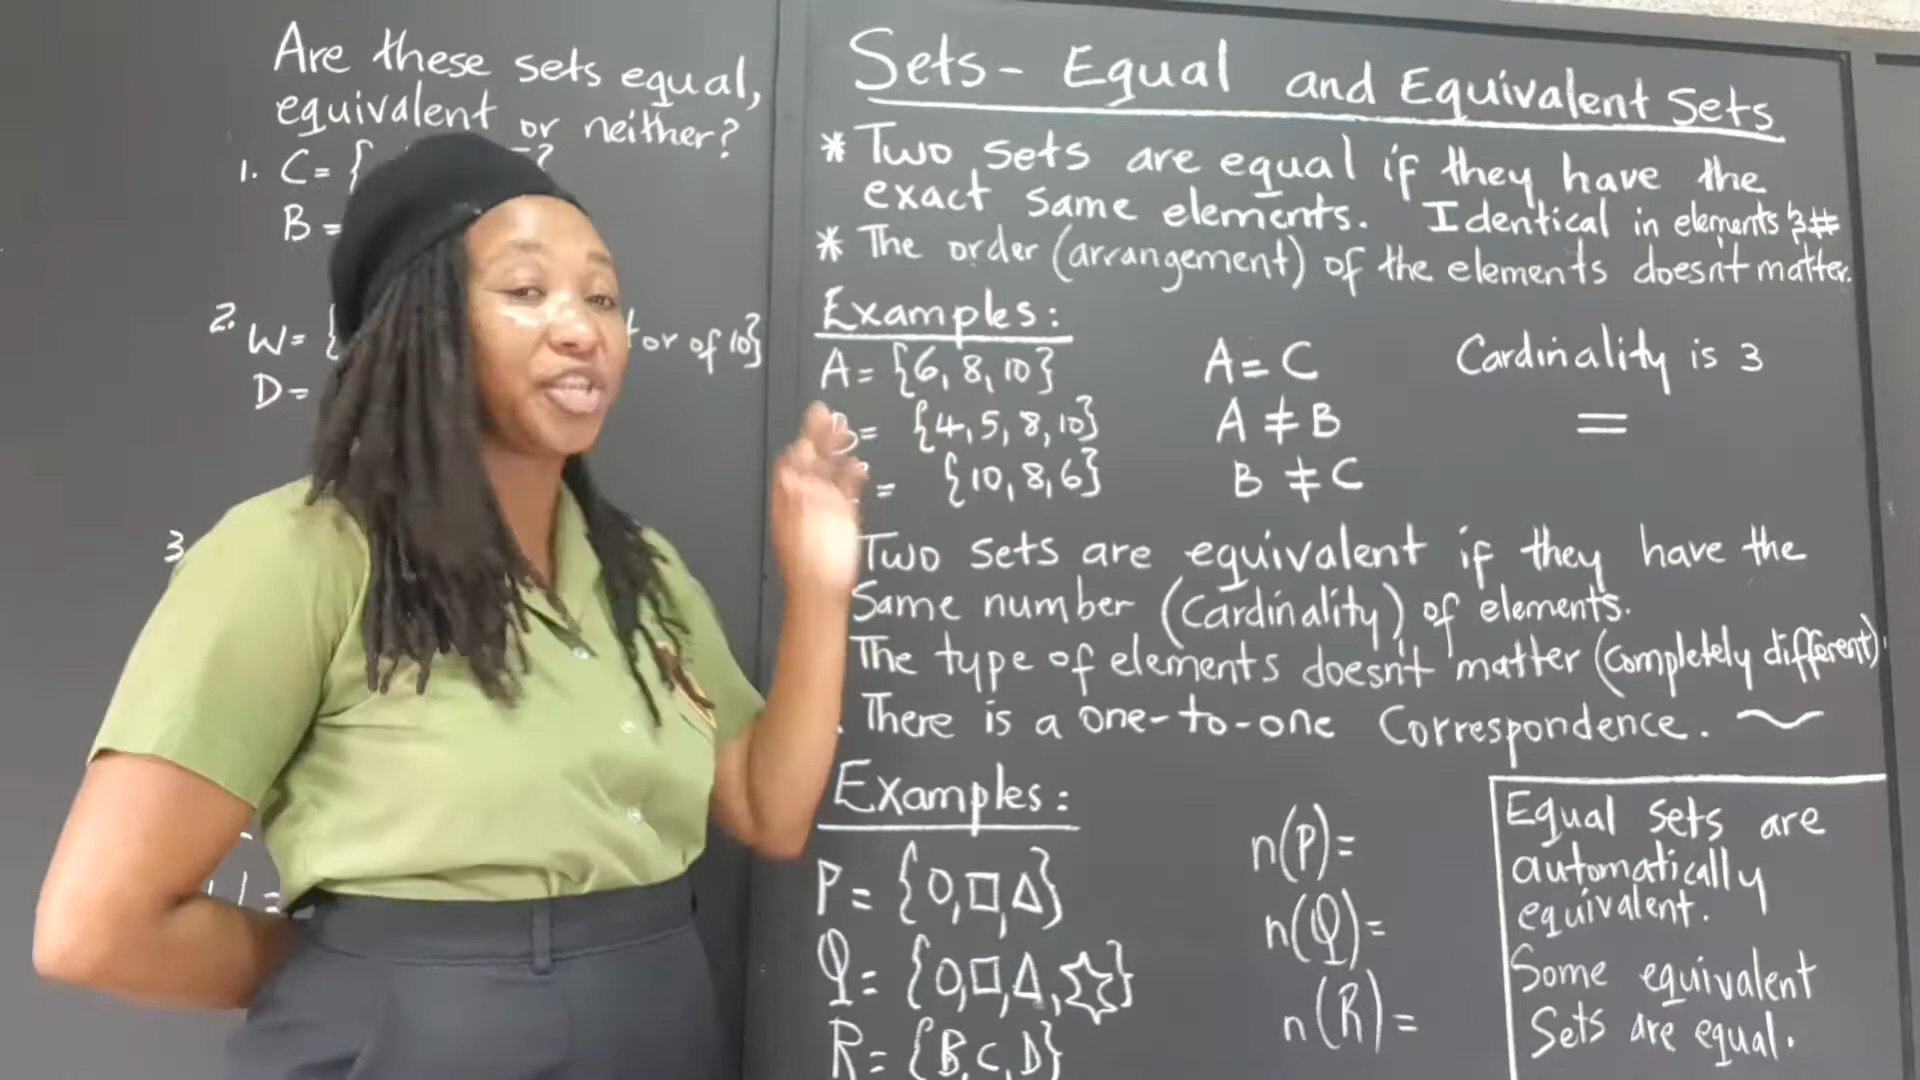 Are these sets equal,
equivalent or neither?
1. C= {
B =
2. W= { tor of 10}
D=
3
Sets - Equal and Equivalent Sets
* Two sets are equal if they have the
exact same elements. Identical in elements & #
* The order (arrangement) of the elements doesn't matter.
Examples:
A= {6, 8, 10} A = C Cardinality is 3
B= {4, 5, 8, 10} A ≠ B =
= {10, 8, 6} B ≠ C
Two sets are equivalent if they have the
Same number (cardinality) of elements.
The type of elements doesn't matter (completely different).
There is a one-to-one Correspondence. ~
Examples:
P= {O, □, Δ} n(P)=
Q= {O, □, Δ, ☆} n(Q)=
R= {B, C, D} n(R)=
Equal sets are
automatically
equivalent.
Some equivalent
Sets are equal.